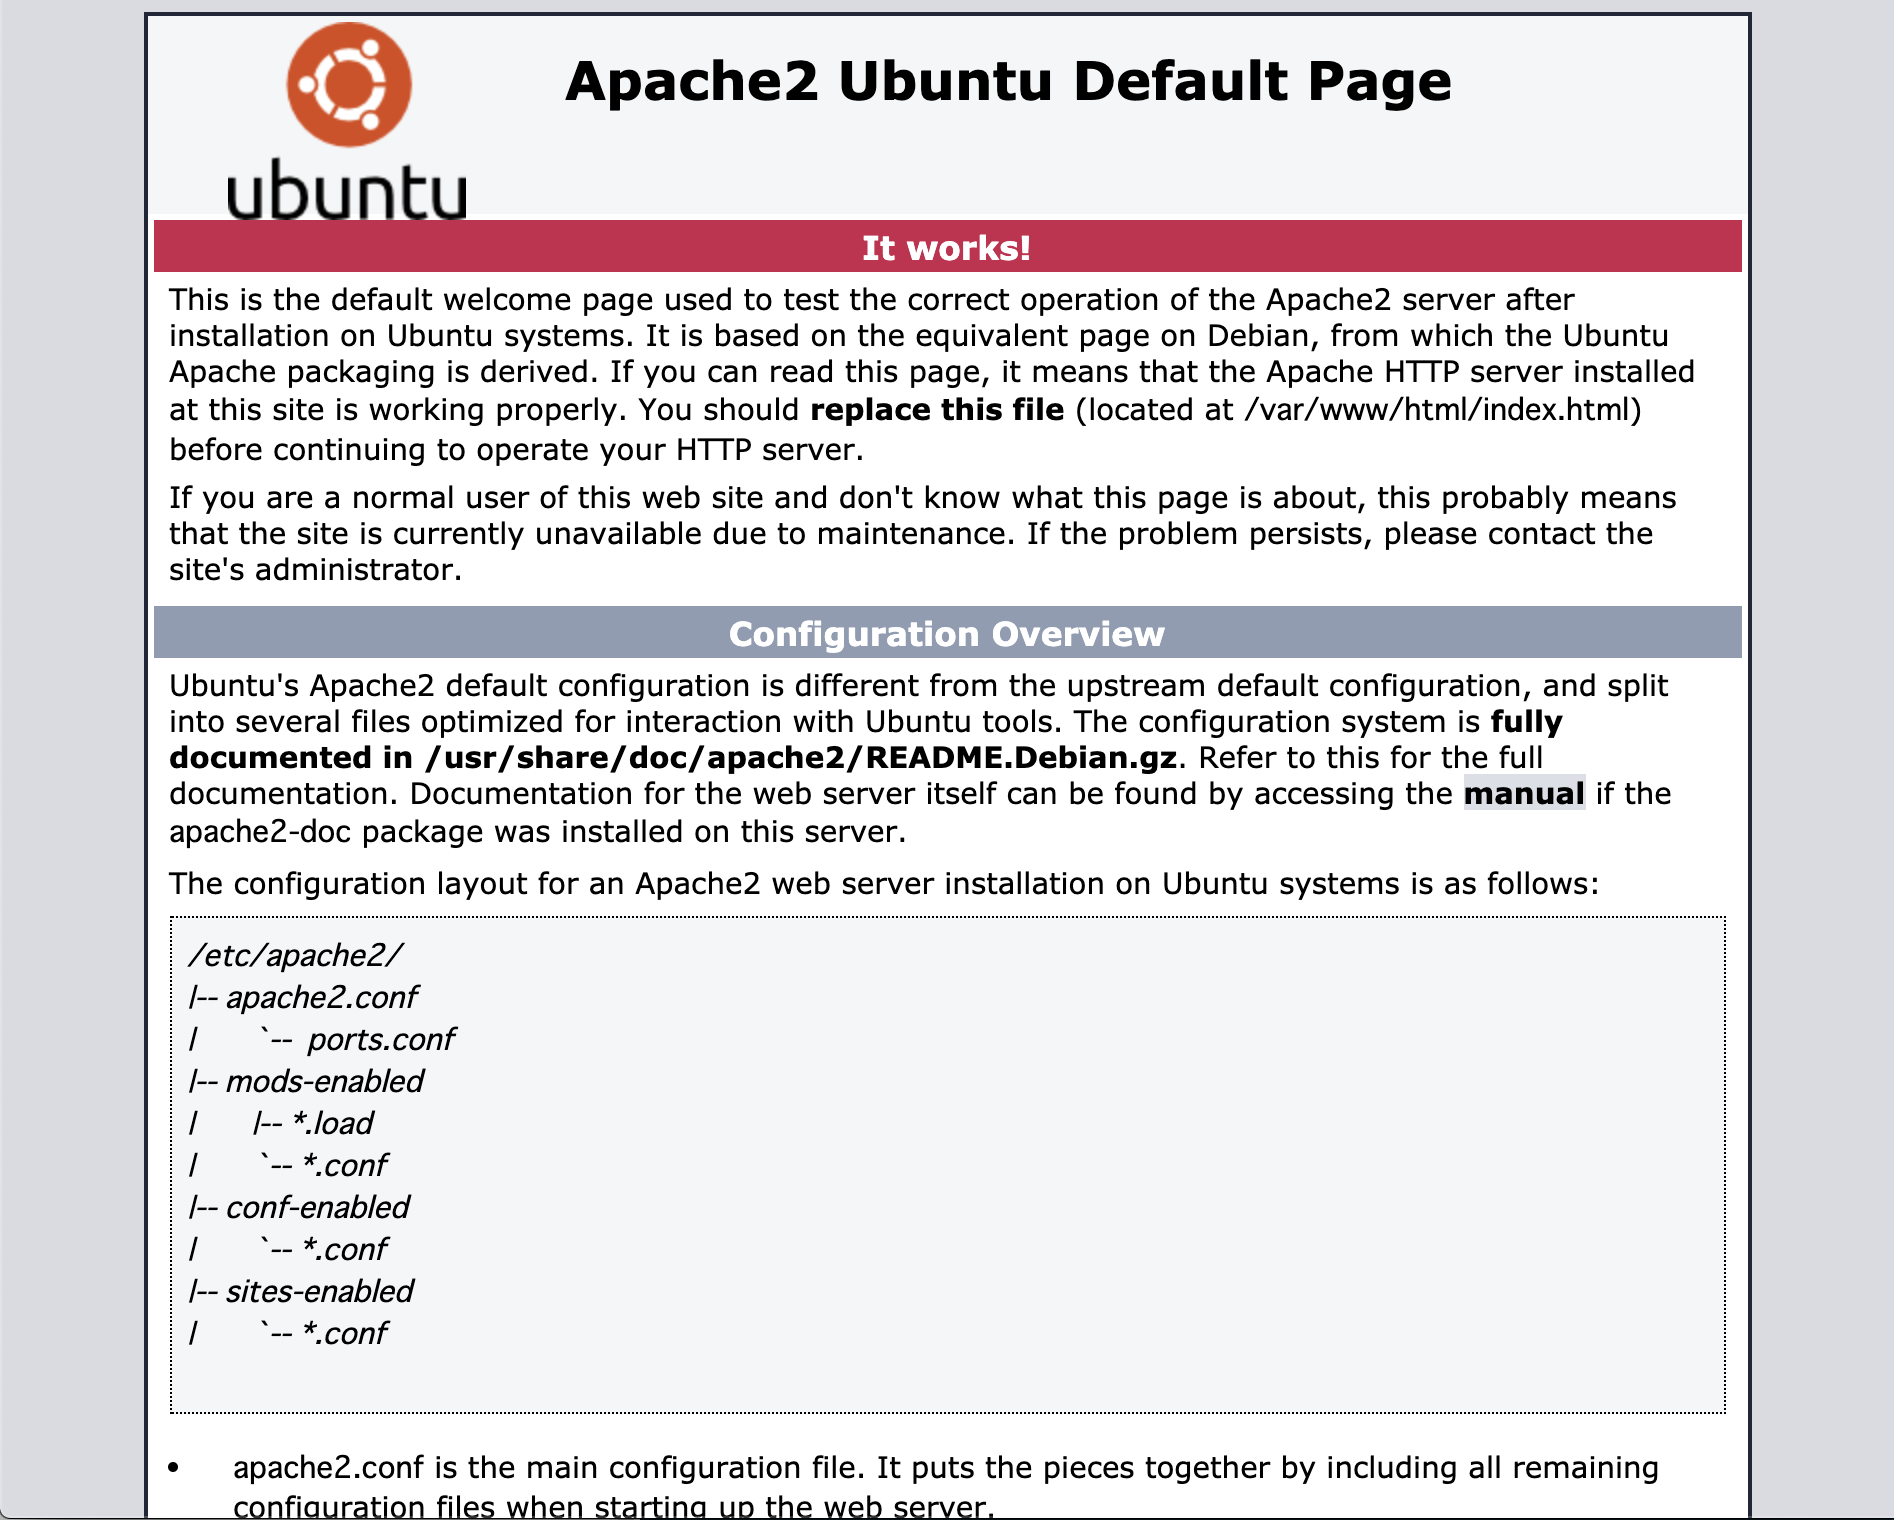 ubuntu
Apache2 Ubuntu Default Page
It works!
This is the default welcome page used to test the correct operation of the Apache2 server after
installation on Ubuntu systems. It is based on the equivalent page on Debian, from which the Ubuntu
Apache packaging is derived. If you can read this page, it means that the Apache HTTP server installed
at this site is working properly. You should replace this file (located at /var/www/html/index.html)
before continuing to operate your HTTP server.
If you are a normal user of this web site and don't know what this page is about, this probably means
that the site is currently unavailable due to maintenance. If the problem persists, please contact the
site's administrator.
Configuration Overview
Ubuntu's Apache2 default configuration is different from the upstream default configuration, and split
into several files optimized for interaction with Ubuntu tools. The configuration system is fully
documented in /usr/share/doc/apache2/README.Debian.gz. Refer to this for the full
documentation. Documentation for the web server itself can be found by accessing the manual if the
apache2-doc package was installed on this server.
The configuration layout for an Apache2 web server installation on Ubuntu systems is as follows:
/etc/apache2/
|-- apache2.conf
|       `--  ports.conf
|-- mods-enabled
|       |-- *.load
|       `-- *.conf
|-- conf-enabled
|       `-- *.conf
|-- sites-enabled
|       `-- *.conf
• apache2.conf is the main configuration file. It puts the pieces together by including all remaining
configuration files when starting up the web server.